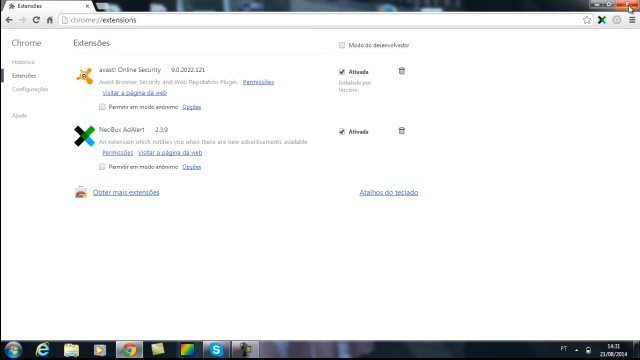 Extensões
chrome://extensions
Chrome
Extensões
Modo do desenvolvedor
Histórico
Extensões
Configurações
Ajuda
avast! Online Security 9.0.2022.121
Avast Browser Security and Web Reputation Plugin. Permissões
Visitar a página da web
Permitir em modo anônimo Opções
Ativada
Instalada por
terceiro.
NeoBux AdAlert 2.3.9
An extension which notifies you when there are new advertisements available
Permissões Visitar a página da web
Permitir em modo anônimo Opções
Ativada
Obter mais extensões
Atalhos do teclado
PT
14:31
21/08/2014